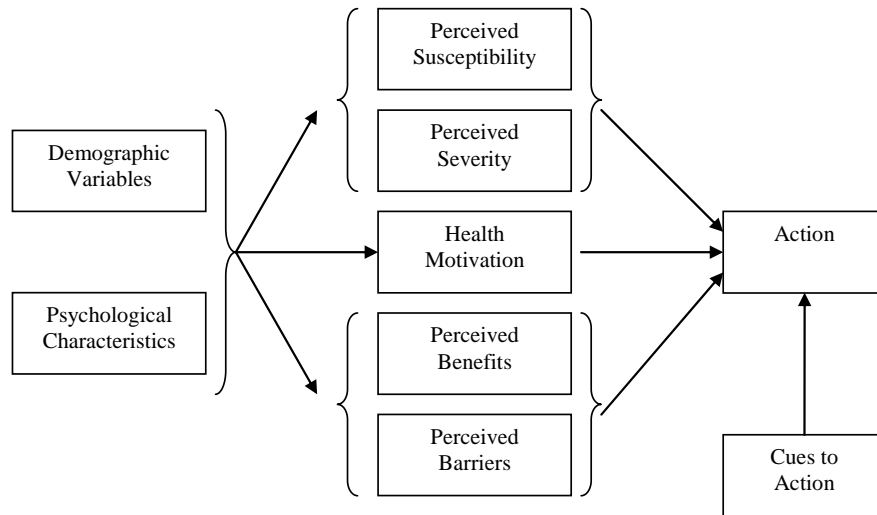 Demographic
Variables
Psychological
Characteristics
Perceived
Susceptibility
Perceived
Severity
Health
Motivation
Perceived
Benefits
Perceived
Barriers
Action
Cues to
Action